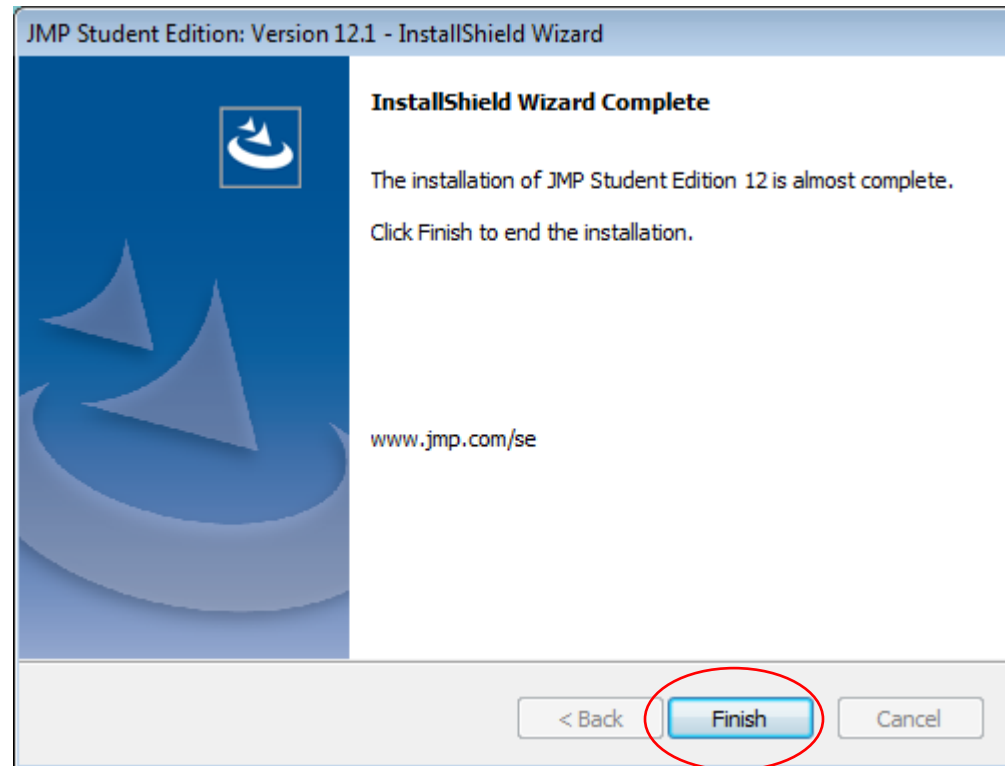 JMP Student Edition: Version 12.1 - InstallShield Wizard
InstallShield Wizard Complete
The installation of JMP Student Edition 12 is almost complete.
Click Finish to end the installation.
www.jmp.com/se
< Back Finish Cancel